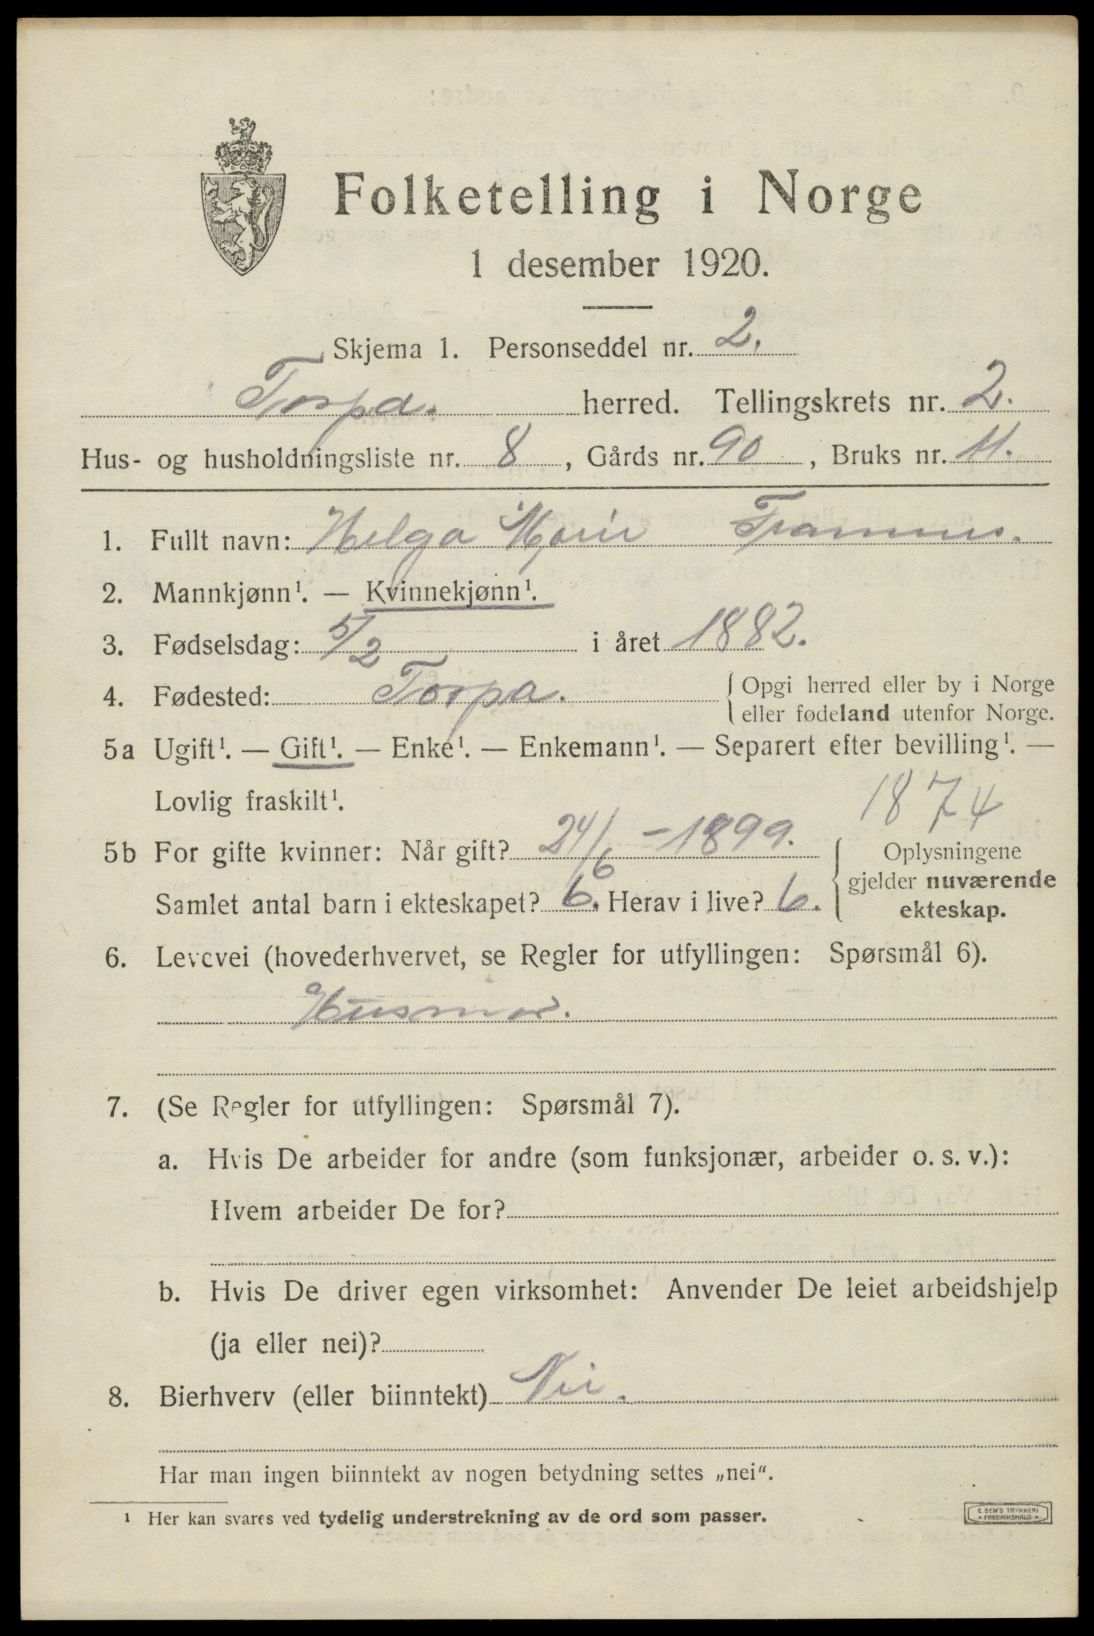 Folketelling i Norge
1 desember 1920.
Skjema 1. Personseddel nr. 2.
Torpa. herred. Tellingskrets nr. 2.
Hus- og husholdningsliste nr. 8, Gårds nr. 90, Bruks nr. 11.
1. Fullt navn: Helga Marie
2. Mannkjønn¹. — Kvinnekjønn¹.
3. Fødselsdag: 5/2 i året 1882.
4. Fødested: Torpa. { Opgi herred eller by i Norge
eller fødeland utenfor Norge.
5a Ugift¹. — Gift¹. — Enke¹. — Enkemann¹. — Separert efter bevilling¹. —
Lovlig fraskilt¹. 1874
5b For gifte kvinner: Når gift? 24/6 - 1899. { Oplysningene
gjelder nuværende
Samlet antal barn i ekteskapet? 6. Herav i live? 6. ekteskap.
6. Levevei (hovederhvervet, se Regler for utfyllingen: Spørsmål 6).
Husmor.
7. (Se Regler for utfyllingen: Spørsmål 7).
a. Hvis De arbeider for andre (som funksjonær, arbeider o. s. v.):
Hvem arbeider De for?
b. Hvis De driver egen virksomhet: Anvender De leiet arbeidshjelp
(ja eller nei)?
8. Bierhverv (eller biinntekt) Nei.
Har man ingen biinntekt av nogen betydning settes „nei“.
¹ Her kan svares ved tydelig understrekning av de ord som passer.
E. SEM'S TRYKKERI
• FREDRIKSHALD •